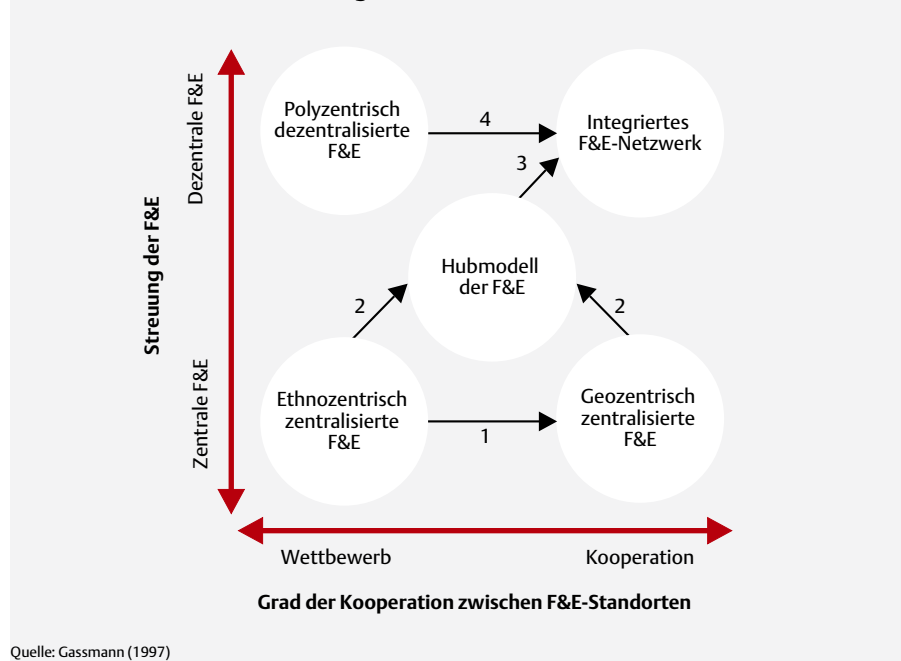 Polyzentrisch
dezentralisierte
F&E
4
Integriertes
F&E-Netzwerk
3
Dezentrale F&E
Streuung der F&E
Hubmodell
der F&E
2
2
Zentrale F&E
Ethnozentrisch
zentralisierte
F&E
1
Geozentrisch
zentralisierte
F&E
Wettbewerb
Kooperation
Grad der Kooperation zwischen F&E-Standorten
Quelle: Gassmann (1997)